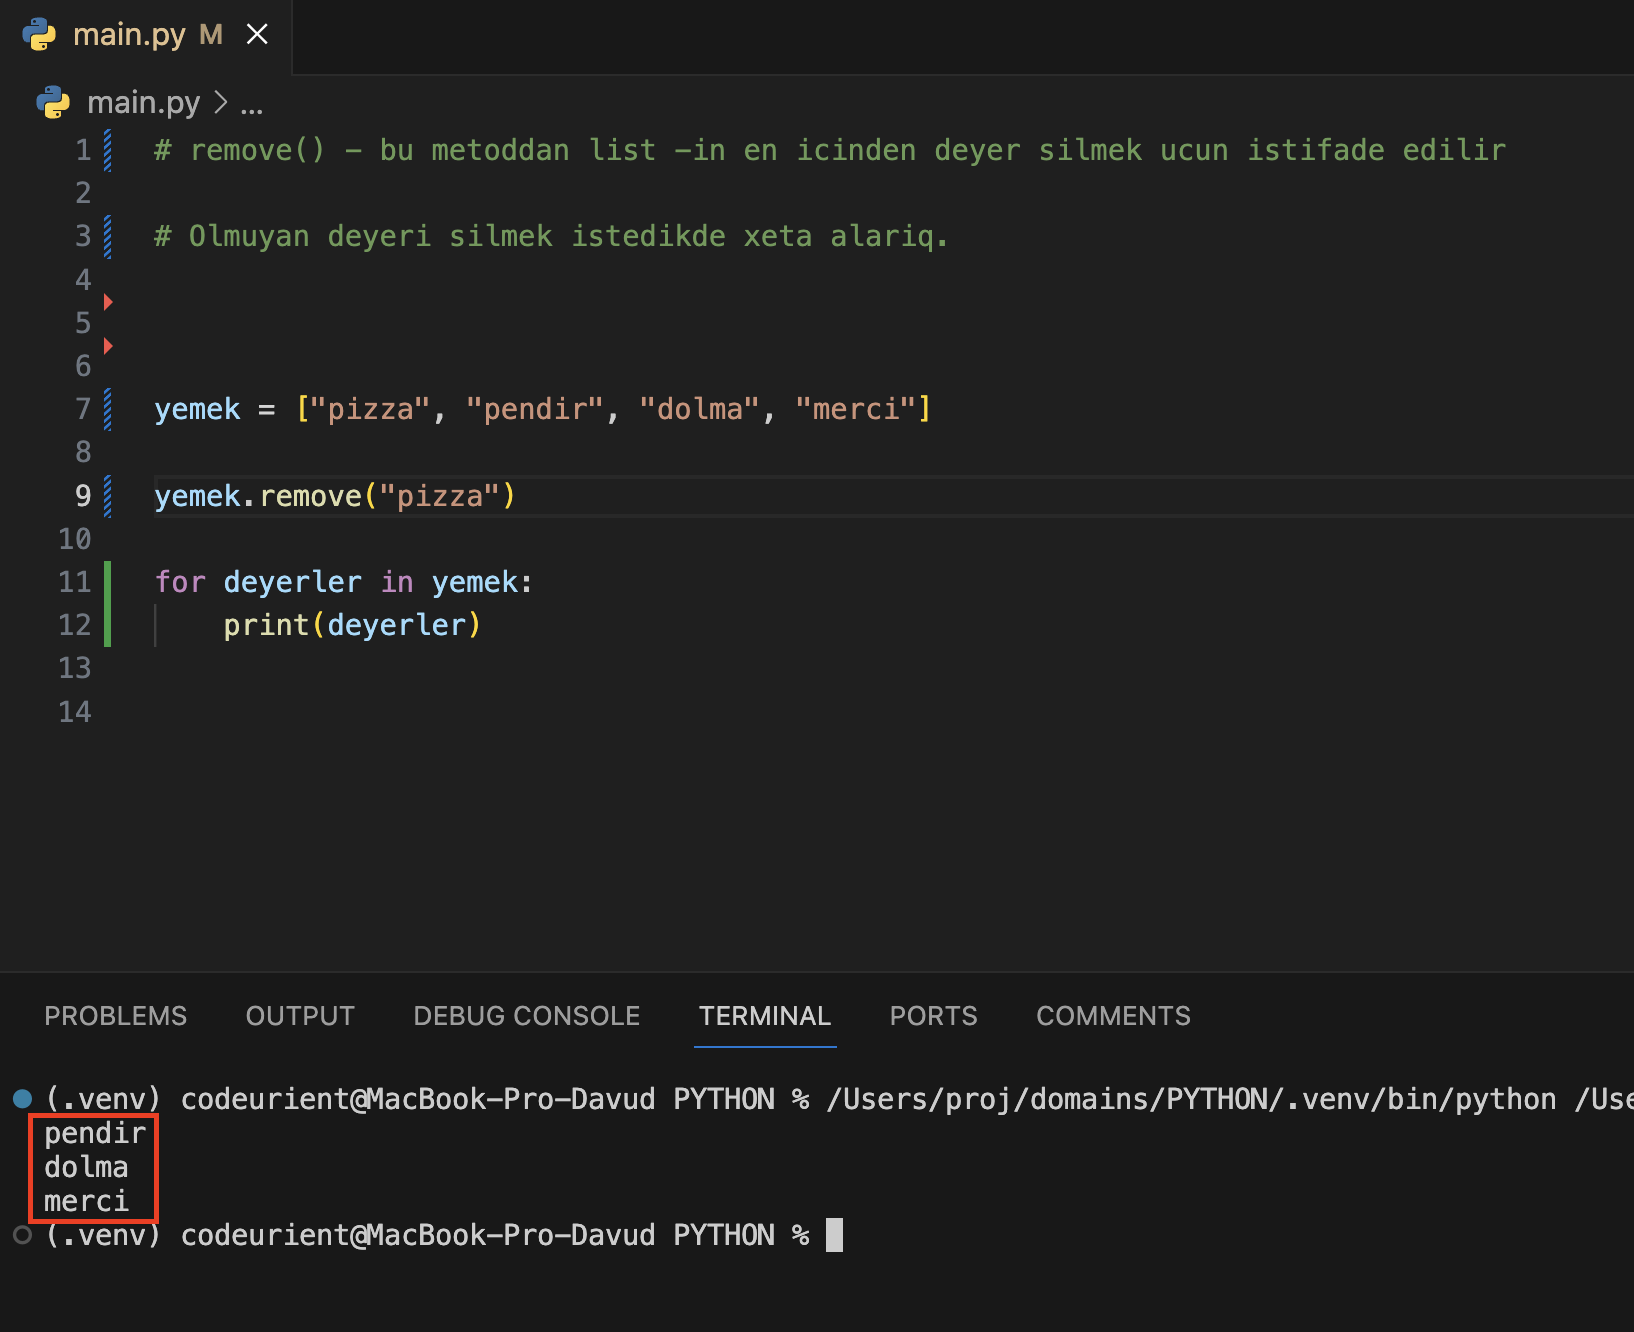 main.py M
main.py > ...
1 # remove() - bu metoddan list -in en icinden deyer silmek ucun istifade edilir
2
3 # Olmuyan deyeri silmek istedikde xeta alariq.
4
5
6
7 yemek = ["pizza", "pendir", "dolma", "merci"]
8
9 yemek.remove("pizza")
10
11 for deyerler in yemek:
12     print(deyerler)
13
14
PROBLEMS OUTPUT DEBUG CONSOLE TERMINAL PORTS COMMENTS
(.venv) codeurient@MacBook-Pro-Davud PYTHON % /Users/proj/domains/PYTHON/.venv/bin/python /Use
pendir
dolma
merci
(.venv) codeurient@MacBook-Pro-Davud PYTHON %